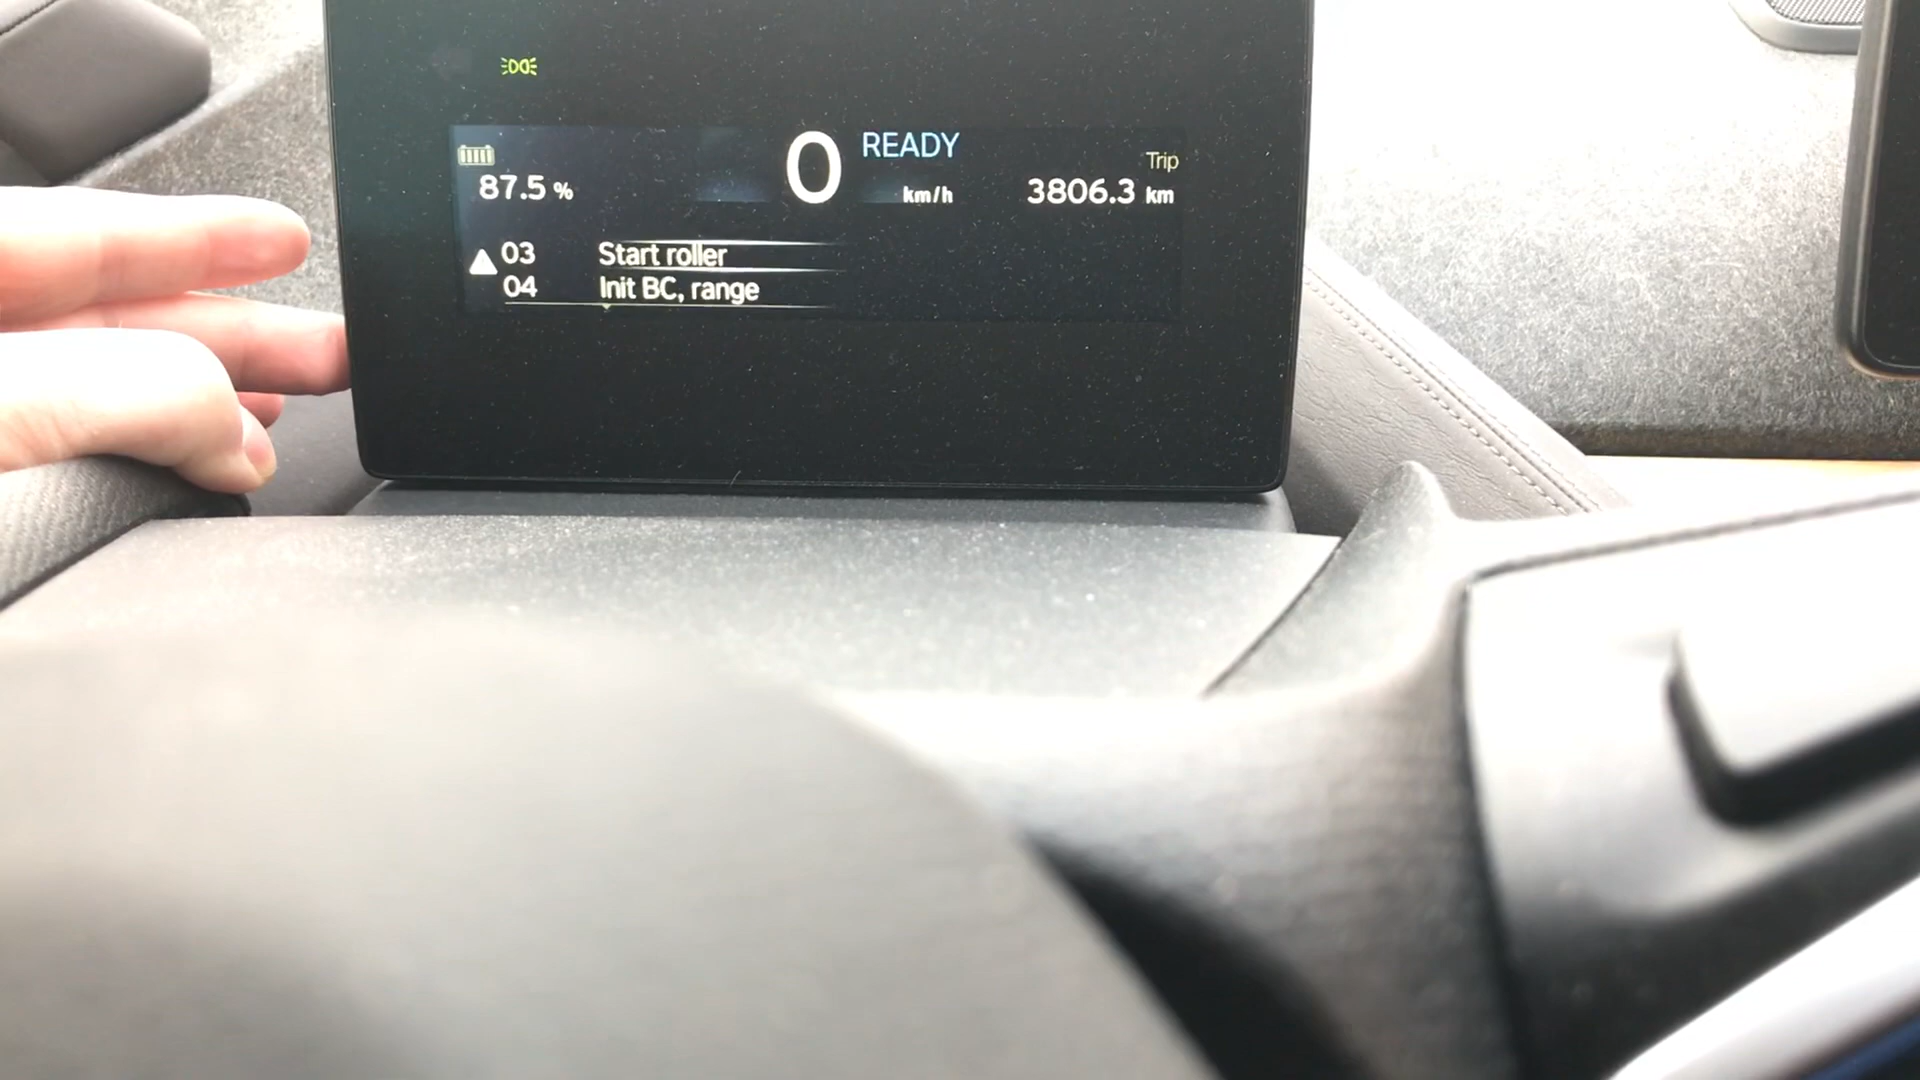 READY
0 km/h
Trip
87.5 %
3806.3 km
03 Start roller
04 Init BC, range